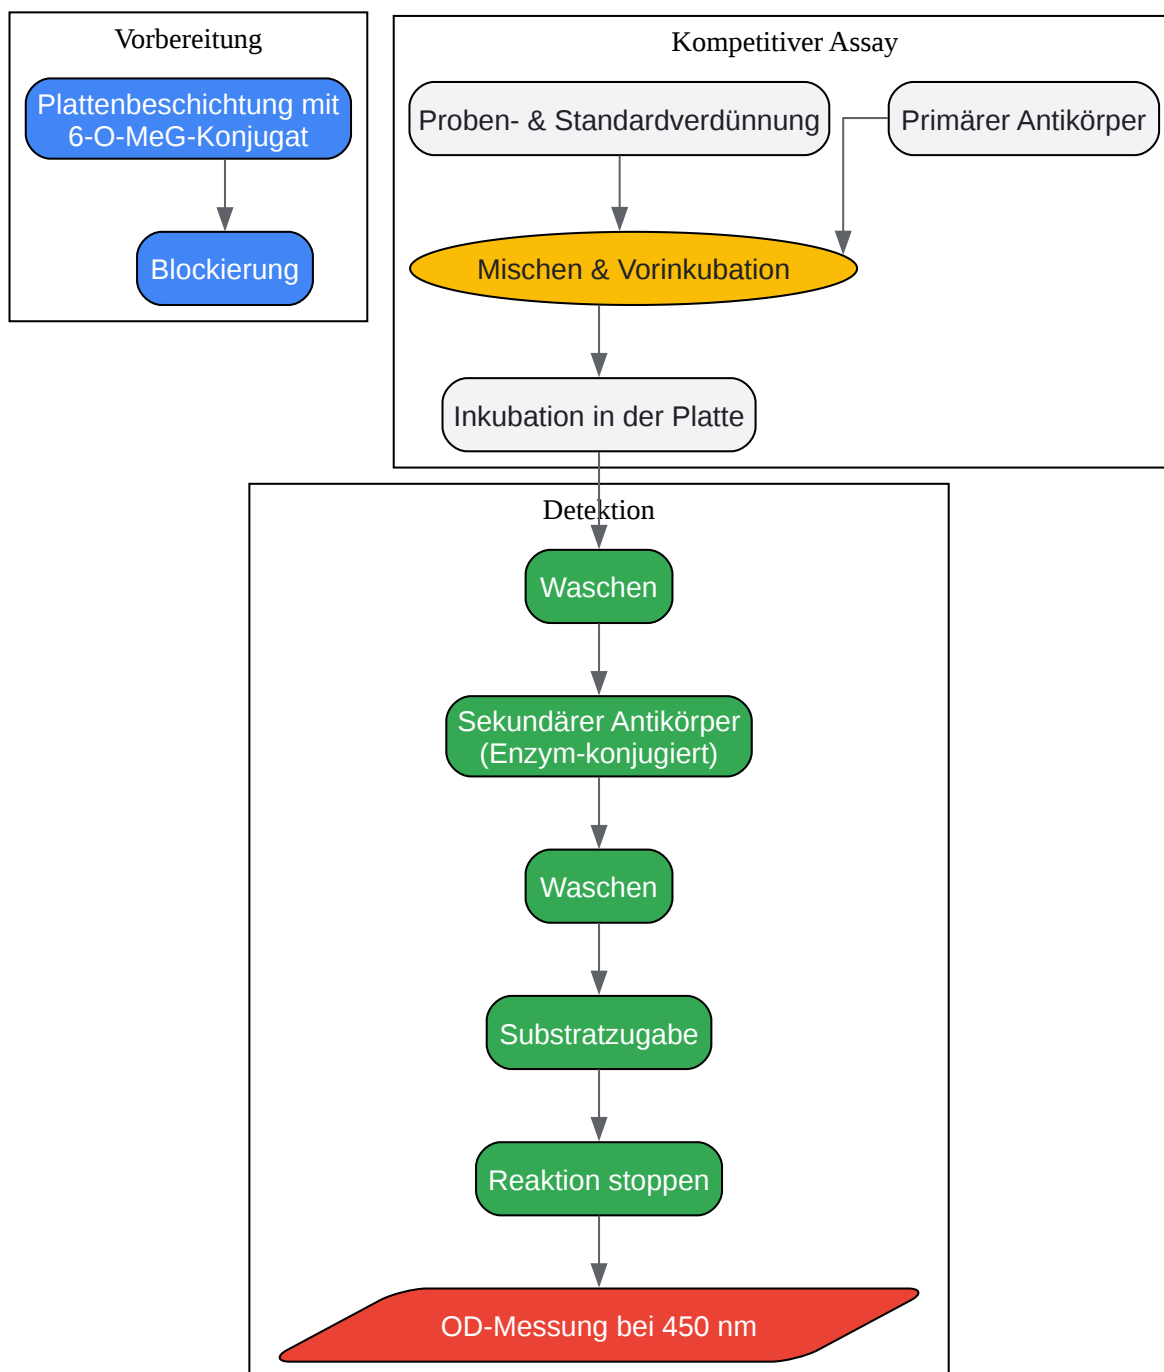 Vorbereitung
Plattenbeschichtung mit
6-O-MeG-Konjugat
Blockierung
Kompetitiver Assay
Proben- & Standardverdünnung
Primärer Antikörper
Mischen & Vorinkubation
Inkubation in der Platte
Detektion
Waschen
Sekundärer Antikörper
(Enzym-konjugiert)
Waschen
Substratzugabe
Reaktion stoppen
OD-Messung bei 450 nm